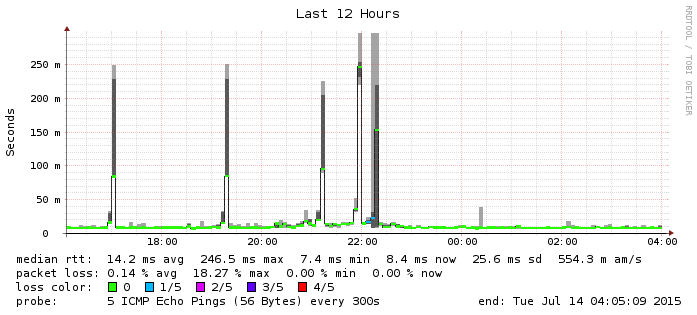 Last 12 Hours
RRDTOOL / TOBI OETIKER
Seconds
250 m
200 m
150 m
100 m
50 m
0
18:00 20:00 22:00 00:00 02:00 04:00
median rtt: 14.2 ms avg 246.5 ms max 7.4 ms min 8.4 ms now 25.6 ms sd 554.3 m am/s
packet loss: 0.14 % avg 18.27 % max 0.00 % min 0.00 % now
loss color: 0 1/5 2/5 3/5 4/5
probe: 5 ICMP Echo Pings (56 Bytes) every 300s end: Tue Jul 14 04:05:09 2015